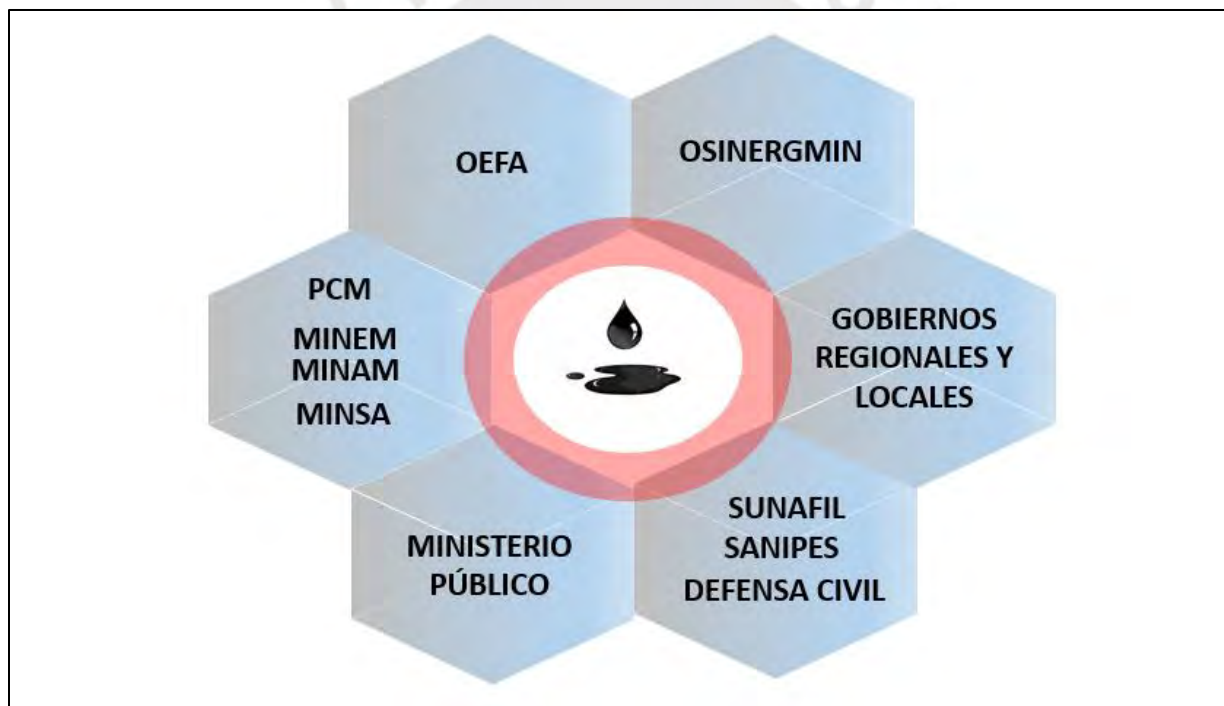 OEFA
OSINERGMIN
PCM
MINEM
MINAM
MINSA
GOBIERNOS
REGIONALES Y
LOCALES
MINISTERIO
PÚBLICO
SUNAFIL
SANIPES
DEFENSA CIVIL